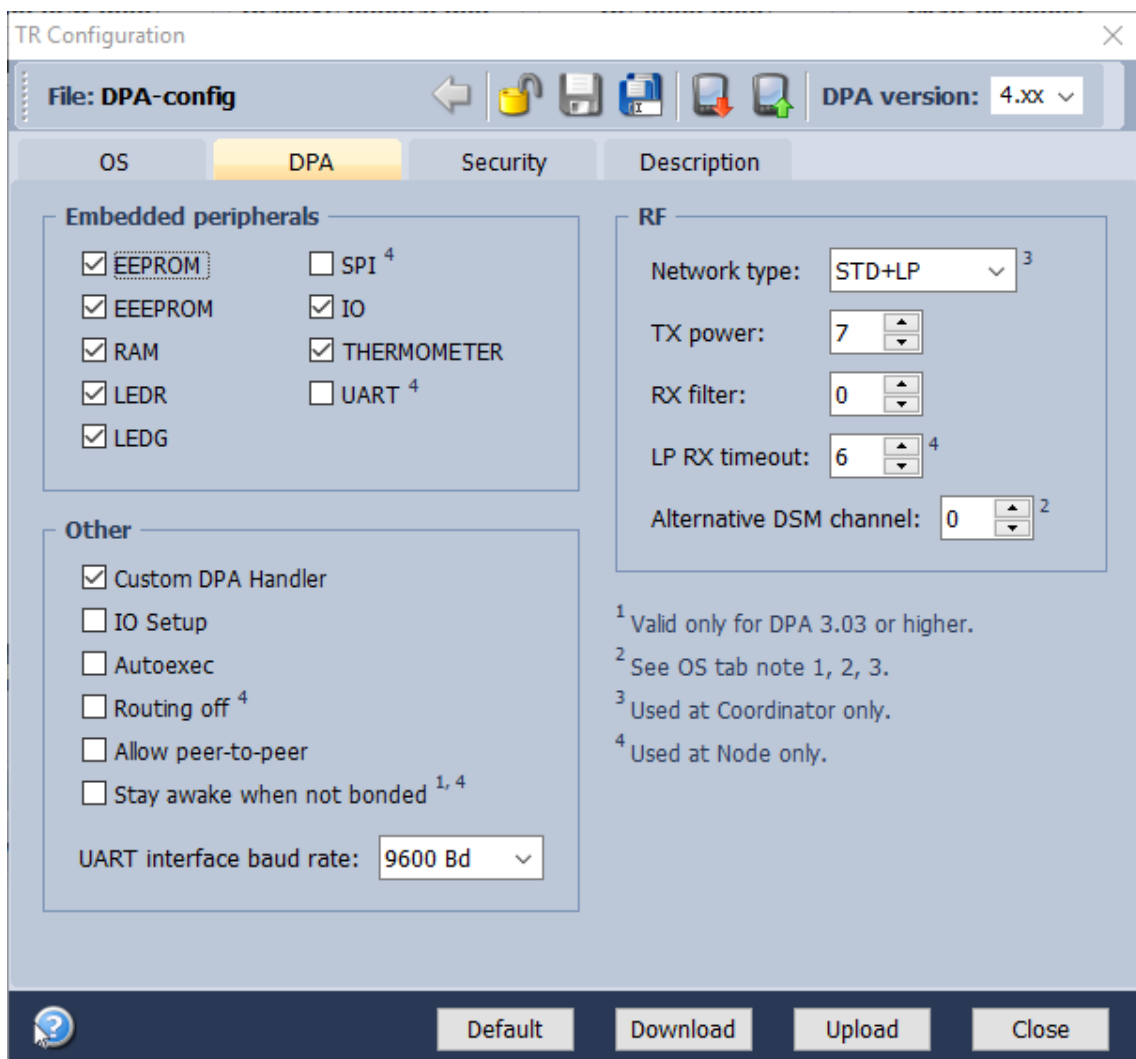 TR Configuration
File: DPA-config
DPA version: 4.xx
OS DPA Security Description
Embedded peripherals
EEPROM
SPI 4
EEEPROM
IO
RAM
THERMOMETER
LEDR
UART 4
LEDG
Other
Custom DPA Handler
IO Setup
Autoexec
Routing off 4
Allow peer-to-peer
Stay awake when not bonded 1, 4
UART interface baud rate: 9600 Bd
RF
Network type: STD+LP 3
TX power: 7
RX filter: 0
LP RX timeout: 6 4
Alternative DSM channel: 0 2
1 Valid only for DPA 3.03 or higher.
2 See OS tab note 1, 2, 3.
3 Used at Coordinator only.
4 Used at Node only.
Default Download Upload Close